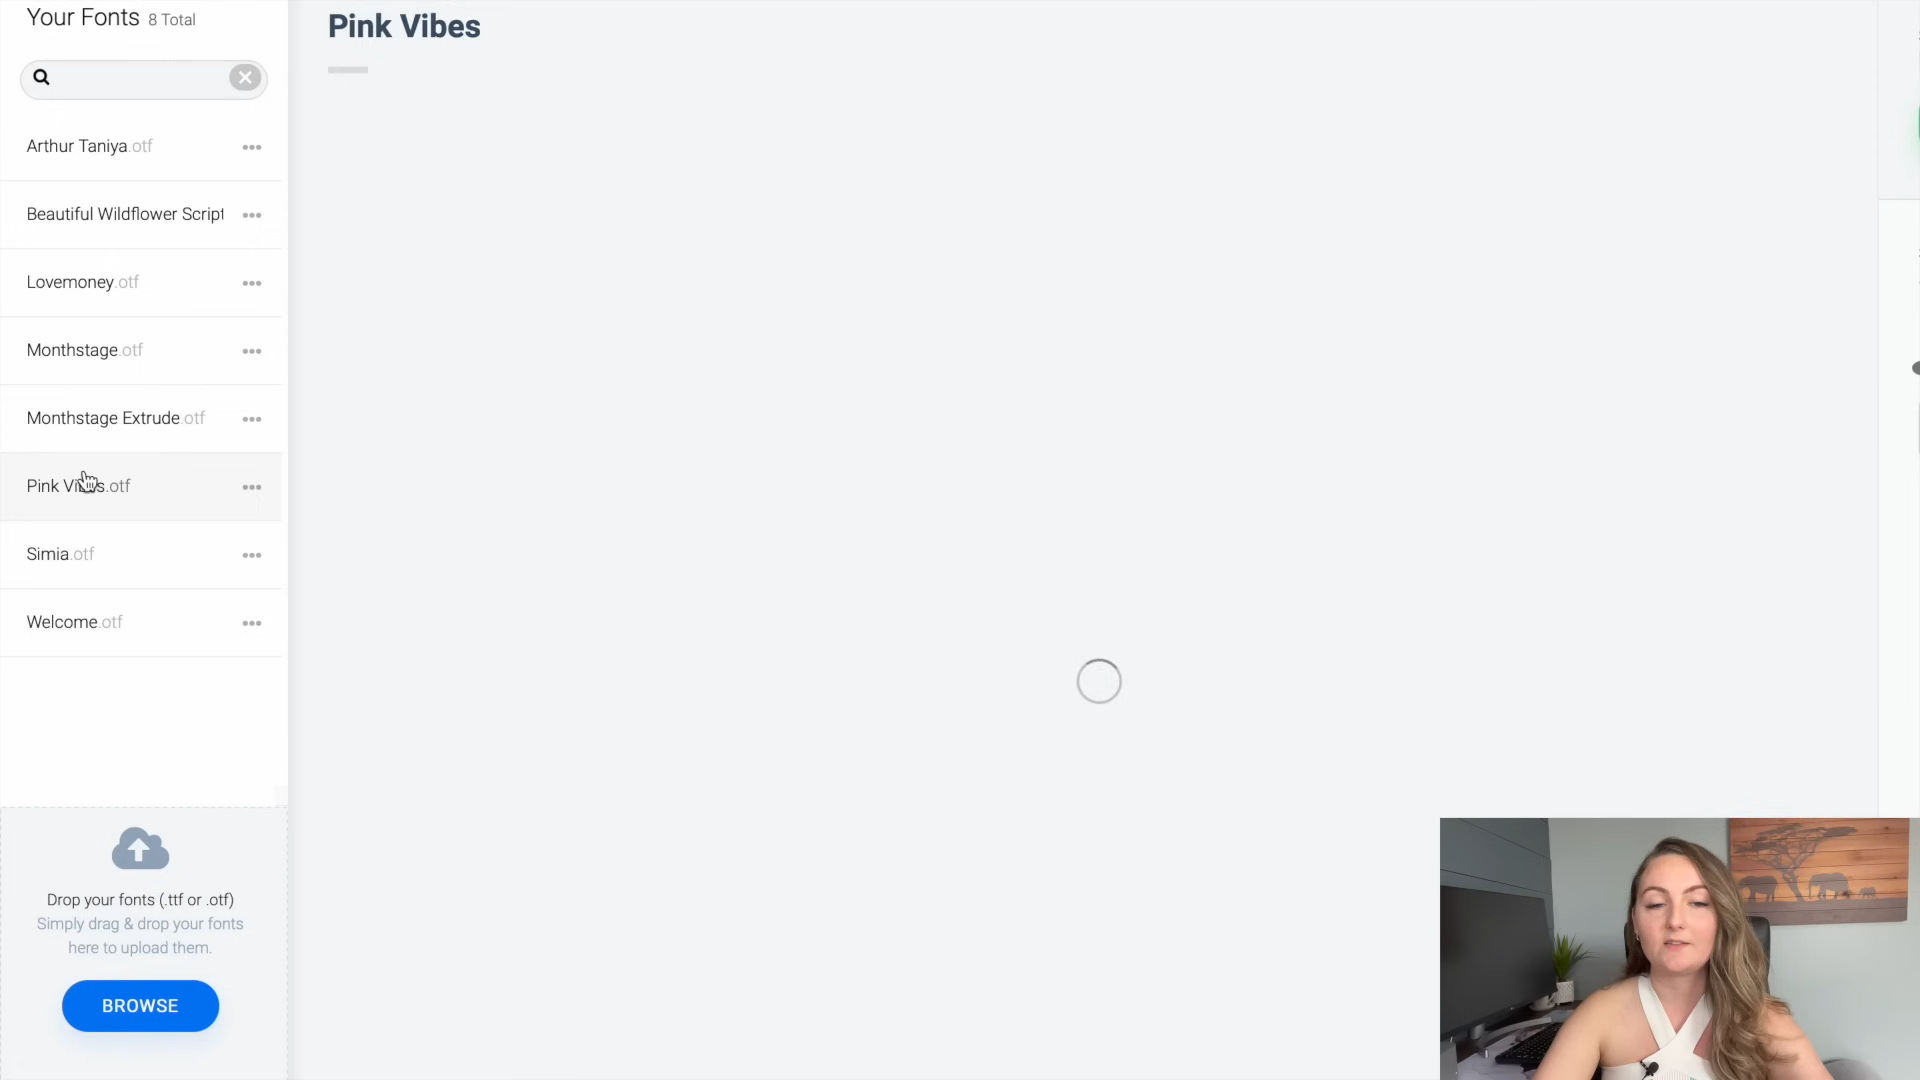 Your Fonts 8 Total
Pink Vibes
Arthur Taniya.otf
Beautiful Wildflower Script
Lovemoney.otf
Monthstage.otf
Monthstage Extrude.otf
Pink Vibes.otf
Simia.otf
Welcome.otf
Drop your fonts (.ttf or .otf)
Simply drag & drop your fonts
here to upload them.
BROWSE